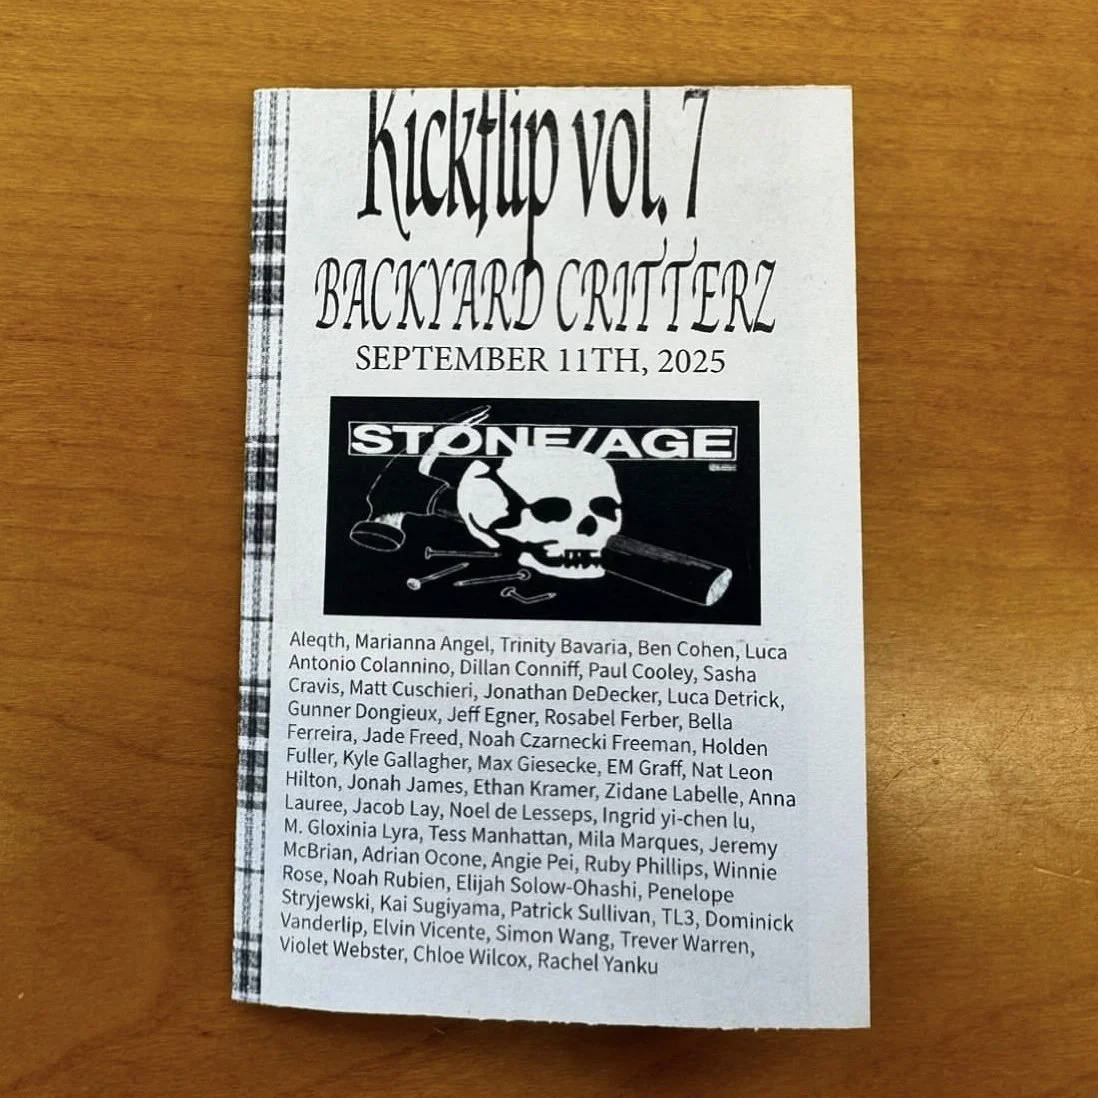 Kickflip vol. 7
BACKYARD CRITTERZ
SEPTEMBER 11TH, 2025
STONE/AGE
Aleqth, Marianna Angel, Trinity Bavaria, Ben Cohen, Luca
Antonio Colannino, Dillan Conniff, Paul Cooley, Sasha
Cravis, Matt Cuschieri, Jonathan DeDecker, Luca Detrick,
Gunner Dongieux, Jeff Egner, Rosabel Ferber, Bella
Ferreira, Jade Freed, Noah Czarnecki Freeman, Holden
Fuller, Kyle Gallagher, Max Giesecke, EM Graff, Nat Leon
Hilton, Jonah James, Ethan Kramer, Zidane Labelle, Anna
Lauree, Jacob Lay, Noel de Lesseps, Ingrid yi-chen lu,
M. Gloxinia Lyra, Tess Manhattan, Mila Marques, Jeremy
McBrian, Adrian Ocone, Angie Pei, Ruby Phillips, Winnie
Rose, Noah Rubien, Elijah Solow-Ohashi, Penelope
Stryjewski, Kai Sugiyama, Patrick Sullivan, TL3, Dominick
Vanderlip, Elvin Vicente, Simon Wang, Trever Warren,
Violet Webster, Chloe Wilcox, Rachel Yanku